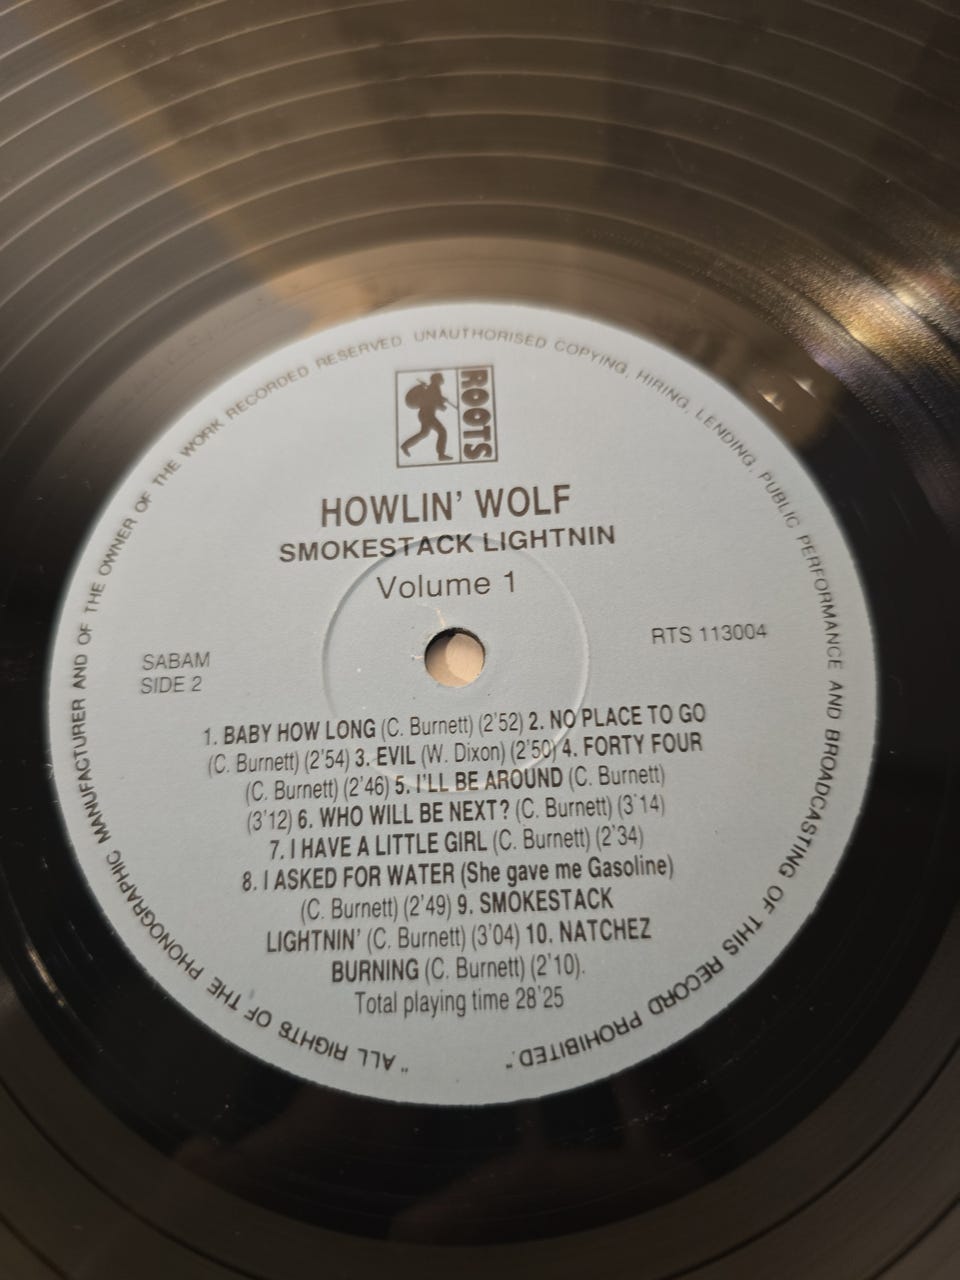 "ALL RIGHTS OF THE PHONOGRAPHIC MANUFACTURER AND OF THE OWNER OF THE WORK RECORDED RESERVED. UNAUTHORISED COPYING, HIRING, LENDING, PUBLIC PERFORMANCE AND BROADCASTING OF THIS RECORD PROHIBITED."
ROOTS
HOWLIN' WOLF
SMOKESTACK LIGHTNIN
Volume 1
SABAM
SIDE 2
RTS 113004
1. BABY HOW LONG (C. Burnett) (2'52) 2. NO PLACE TO GO
(C. Burnett) (2'54) 3. EVIL (W. Dixon) (2'50) 4. FORTY FOUR
(C. Burnett) (2'46) 5. I'LL BE AROUND (C. Burnett)
(3'12) 6. WHO WILL BE NEXT? (C. Burnett) (3'14)
7. I HAVE A LITTLE GIRL (C. Burnett) (2'34)
8. I ASKED FOR WATER (She gave me Gasoline)
(C. Burnett) (2'49) 9. SMOKESTACK
LIGHTNIN' (C. Burnett) (3'04) 10. NATCHEZ
BURNING (C. Burnett) (2'10).
Total playing time 28'25